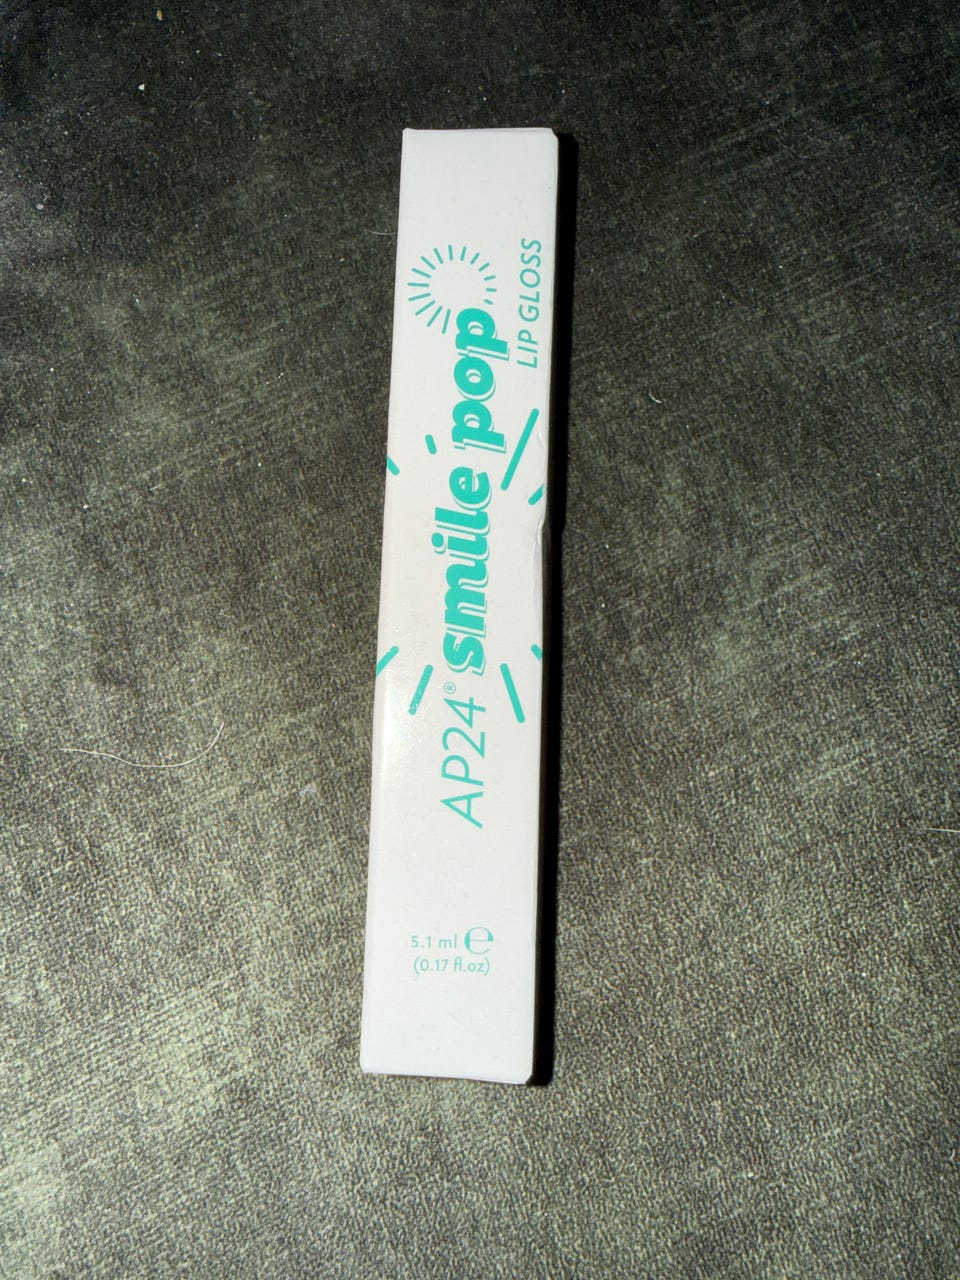 AP24® smile pop
LIP GLOSS
5.1 ml ℮
(0.17 fl.oz)